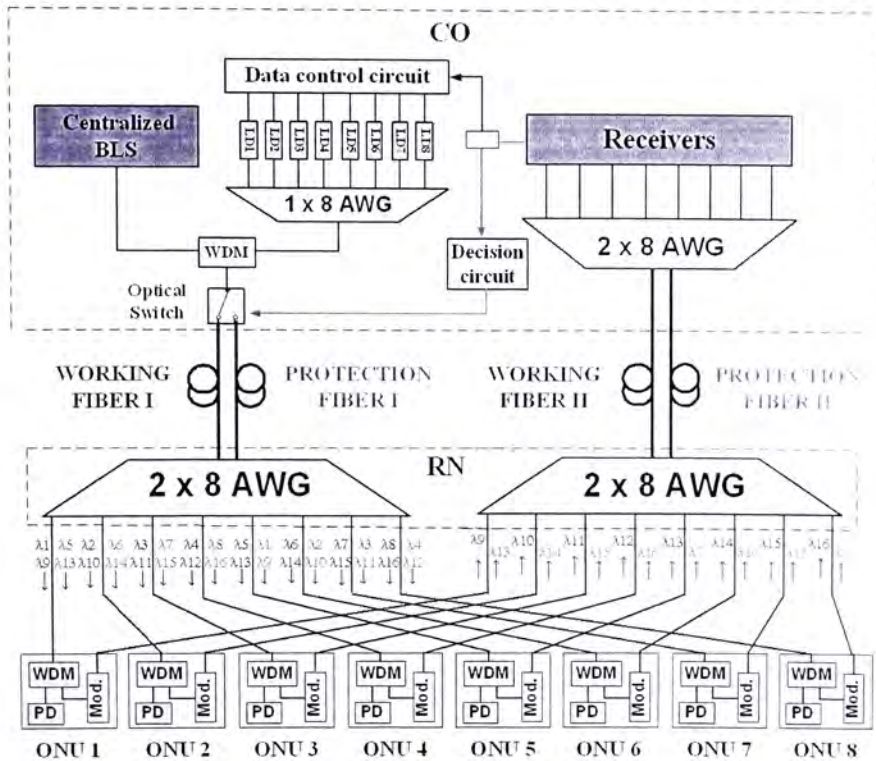 CO
Data control circuit
Centralized
BLS
Receivers
LD1 LD2 LD3 LD4 LD5 LD6 LD7 LD8
1 x 8 AWG
2 x 8 AWG
WDM
Decision
circuit
Optical
Switch
WORKING
FIBER I
PROTECTION
FIBER I
WORKING
FIBER II
PROTECTION
FIBER II
RN
2 x 8 AWG
2 x 8 AWG
λ1 λ5 λ2 λ6 λ3 λ7 λ4 λ8 λ5 λ1 λ6 λ2 λ7 λ3 λ8 λ4
λ9 λ13 λ10 λ14 λ11 λ15 λ12 λ16 λ13 λ9 λ14 λ10 λ15 λ11 λ16 λ12
λ9 λ10 λ11 λ12 λ13 λ14 λ15 λ16
λ13
WDM PD Mod.
WDM PD Mod.
WDM PD Mod.
WDM PD Mod.
WDM PD Mod.
WDM PD Mod.
WDM PD Mod.
WDM PD Mod.
ONU 1 ONU 2 ONU 3 ONU 4 ONU 5 ONU 6 ONU 7 ONU 8